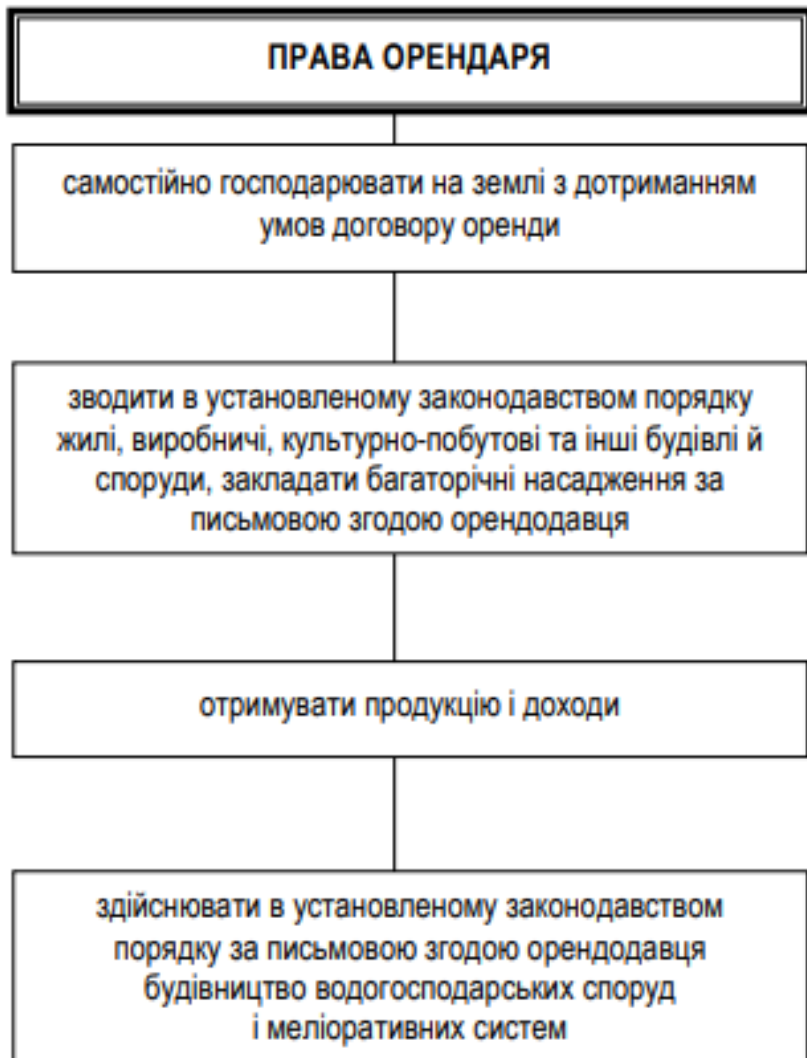 ПРАВА ОРЕНДАРЯ
самостійно господарювати на землі з дотриманням
умов договору оренди
зводити в установленому законодавством порядку
жилі, виробничі, культурно-побутові та інші будівлі й
споруди, закладати багаторічні насадження за
письмовою згодою орендодавця
отримувати продукцію і доходи
здійснювати в установленому законодавством
порядку за письмовою згодою орендодавця
будівництво водогосподарських споруд
і меліоративних систем